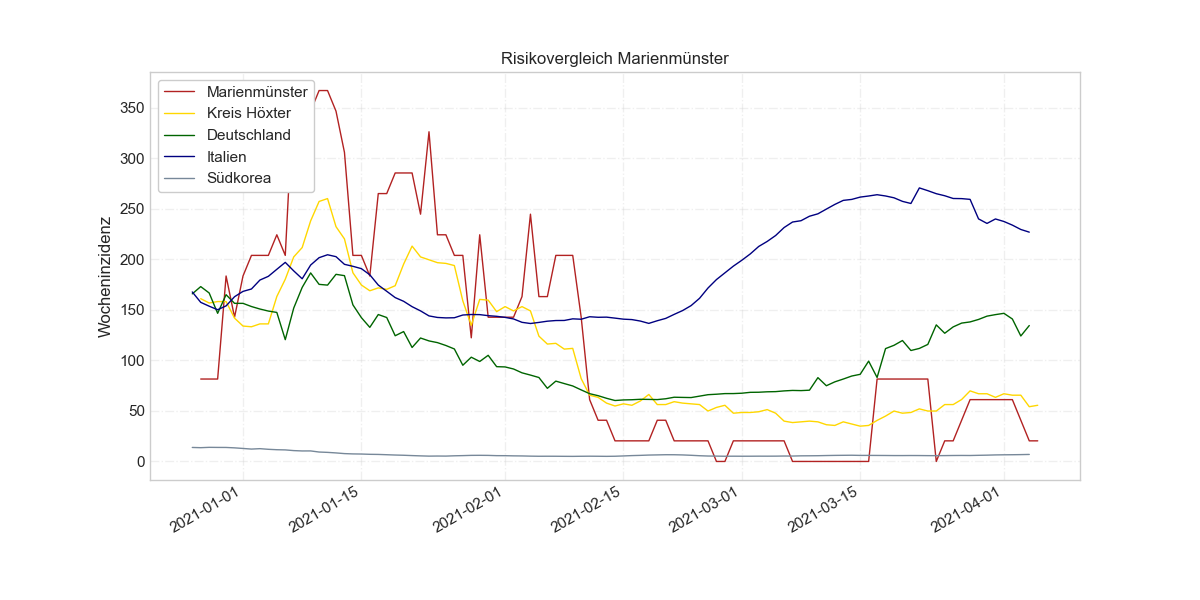 Risikovergleich Marienmünster
Marienmünster
Kreis Höxter
Deutschland
Italien
Südkorea
Wocheninzidenz
350
300
250
200
150
100
50
0
2021-01-01
2021-01-15
2021-02-01
2021-02-15
2021-03-01
2021-03-15
2021-04-01